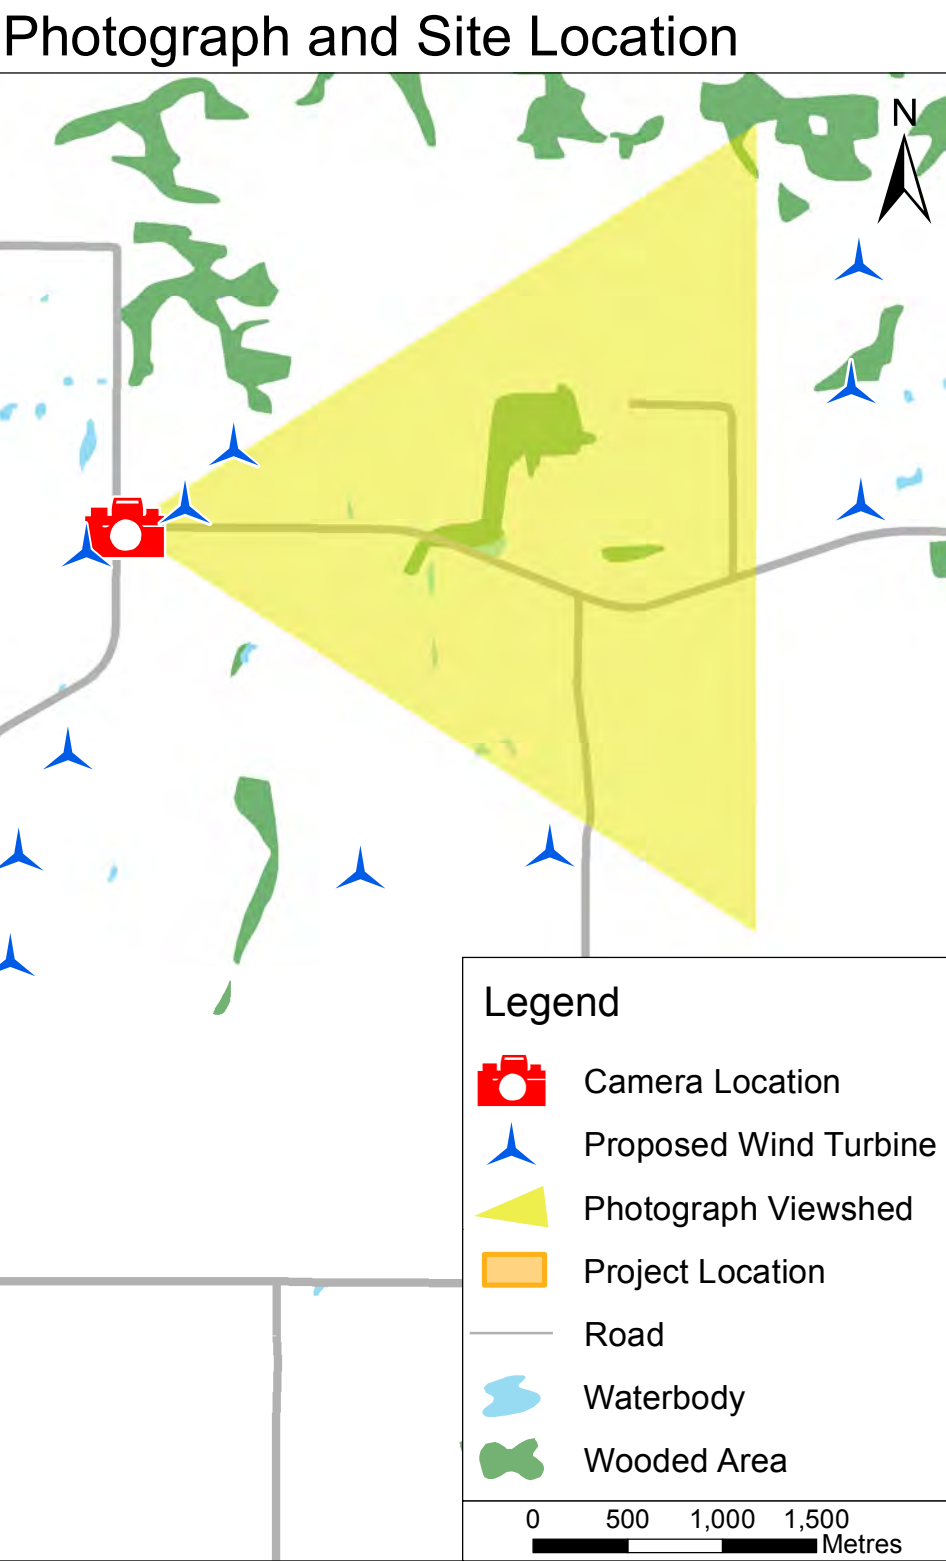 Photograph and Site Location
N
Legend
Camera Location
Proposed Wind Turbine
Photograph Viewshed
Project Location
Road
Waterbody
Wooded Area
0 500 1,000 1,500
Metres